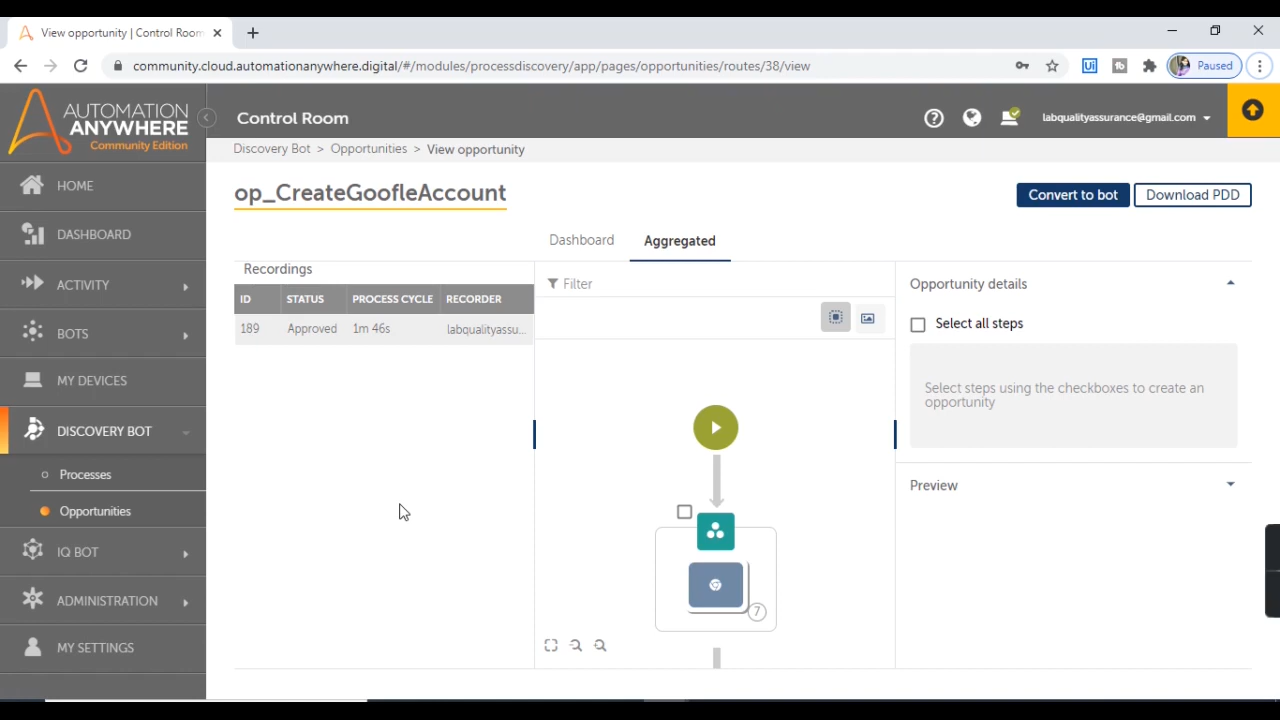 View opportunity | Control Room
community.cloud.automationanywhere.digital/#/modules/processdiscovery/app/pages/opportunities/routes/38/view
Ui
tb
Paused
AUTOMATION
ANYWHERE
Community Edition
Control Room
labqualityassurance@gmail.com
Discovery Bot > Opportunities > View opportunity
HOME
DASHBOARD
ACTIVITY
BOTS
MY DEVICES
DISCOVERY BOT
Processes
Opportunities
IQ BOT
ADMINISTRATION
MY SETTINGS
op_CreateGoofleAccount
Convert to bot
Download PDD
Dashboard
Aggregated
Recordings
ID STATUS PROCESS CYCLE RECORDER
189 Approved 1m 46s labqualityassu...
Filter
7
Opportunity details
Select all steps
Select steps using the checkboxes to create an
opportunity
Preview